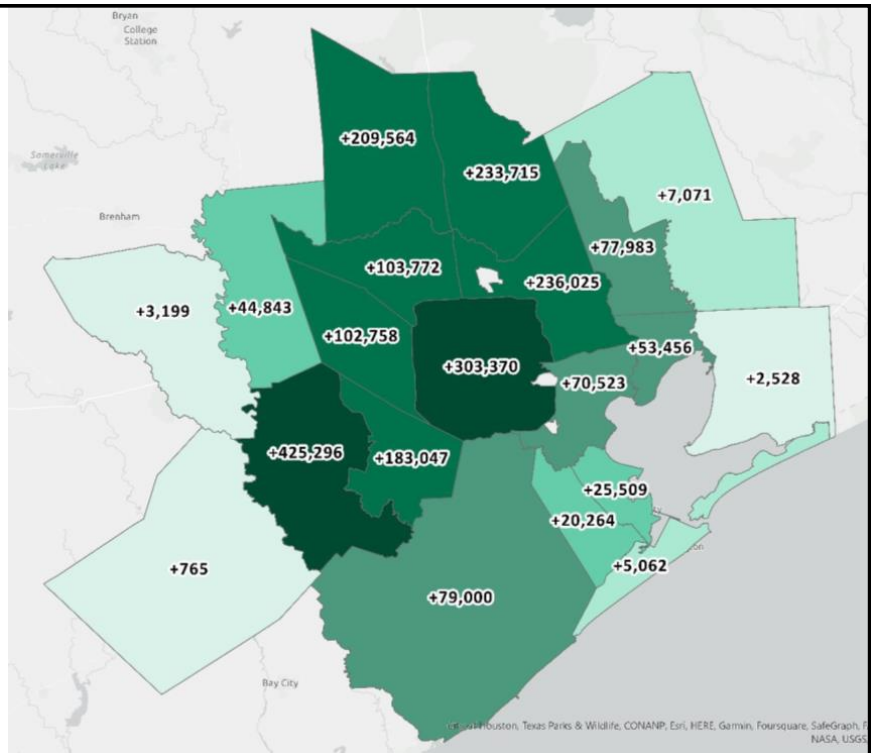 Bryan
College
Station
+209,564
+233,715
Somerville
Lake
+7,071
Brenham
+77,983
+103,772
+236,025
+3,199
+44,843
+102,758
+53,456
+303,370
+70,523
+2,528
+425,296
+183,047
+25,509
+20,264
+5,062
+765
+79,000
Bay City
Houston, Texas Parks & Wildlife, CONANP, Esri, HERE, Garmin, Foursquare, SafeGraph, F
NASA, USGS